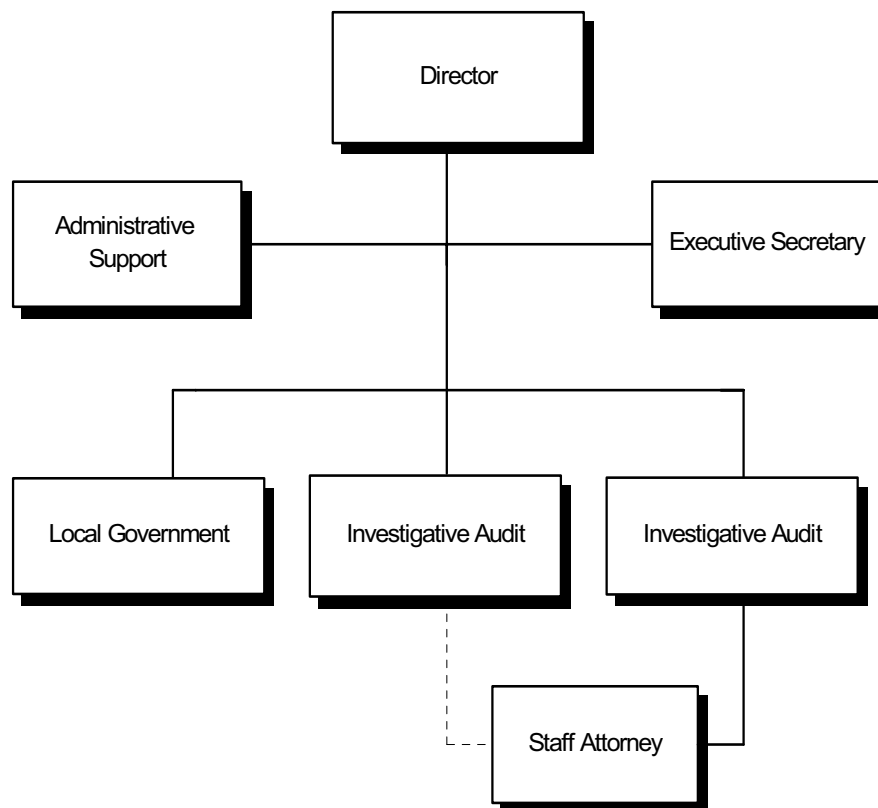 Director
Administrative
Support
Executive Secretary
Local Government
Investigative Audit
Investigative Audit
Staff Attorney